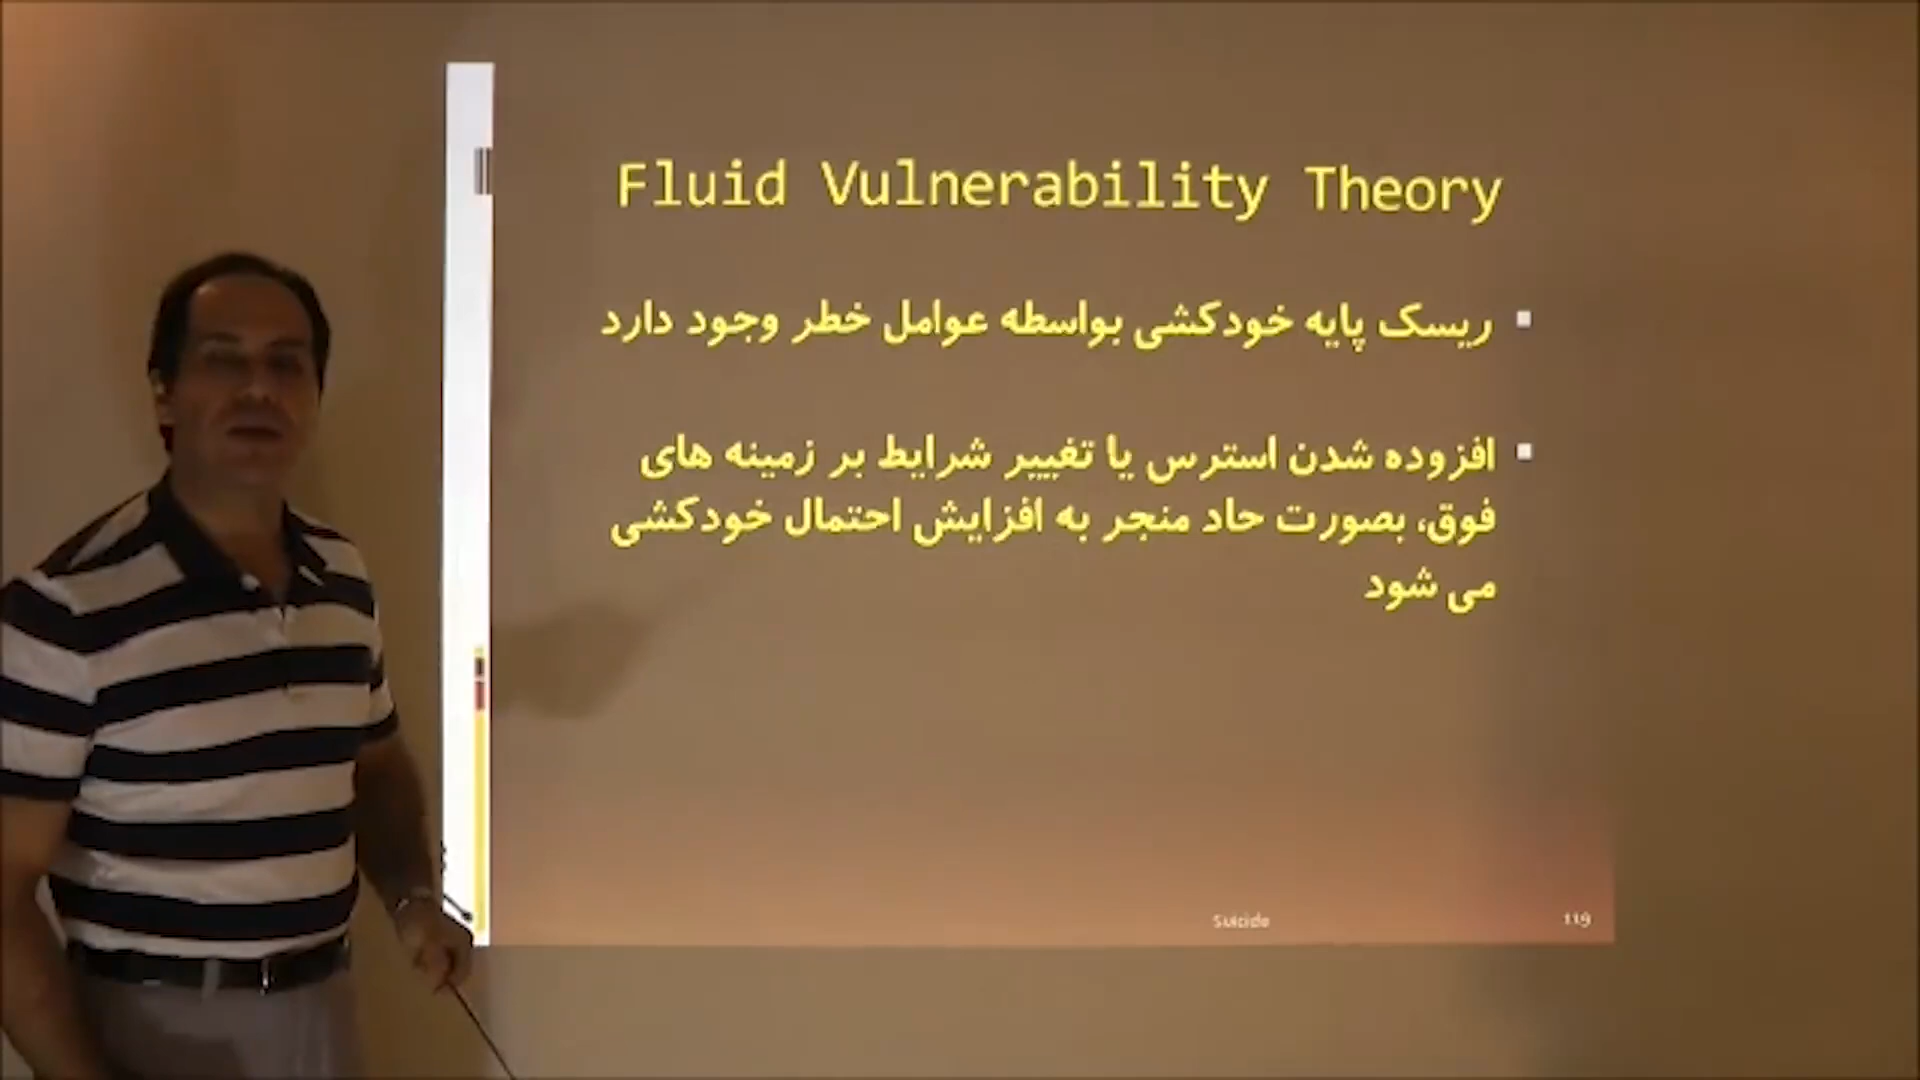 Fluid Vulnerability Theory
ریسک پایه خودکشی بواسطه عوامل خطر وجود دارد
افزوده شدن استرس یا تغییر شرایط بر زمینه های
فوق، بصورت حاد منجر به افزایش احتمال خودکشی
می شود
Suicide
119